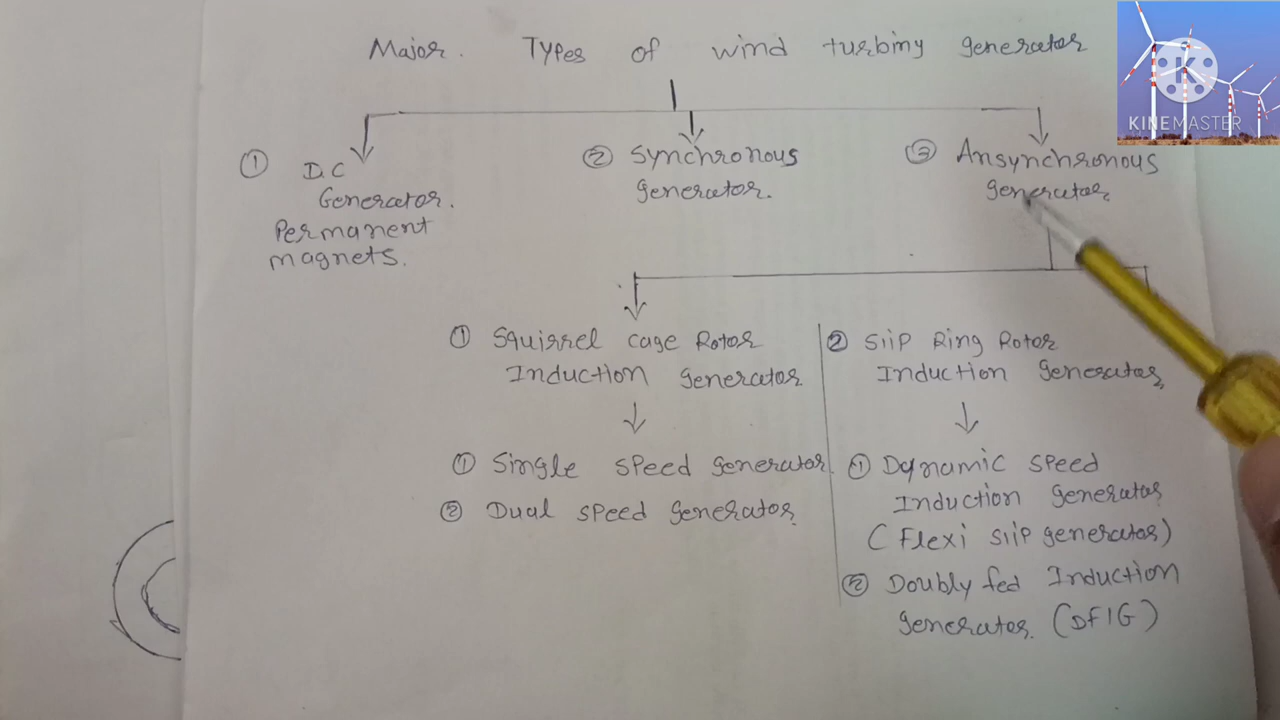 Major. Types of wind turbiny generator
① D.C
Generator.
Permanent
magnets.
② Synchronous
generator.
③ Ansynchronous
generator.
① Squirrel cage Rotor
Induction generator
② Slip Ring Rotor
Induction generator,
① Single speed generator.
② Dual speed generator.
① Dynamic speed
Induction generator
(Flexi slip generator)
② Doubly fed Induction
generator. (DFIG)
K
KINEMASTER